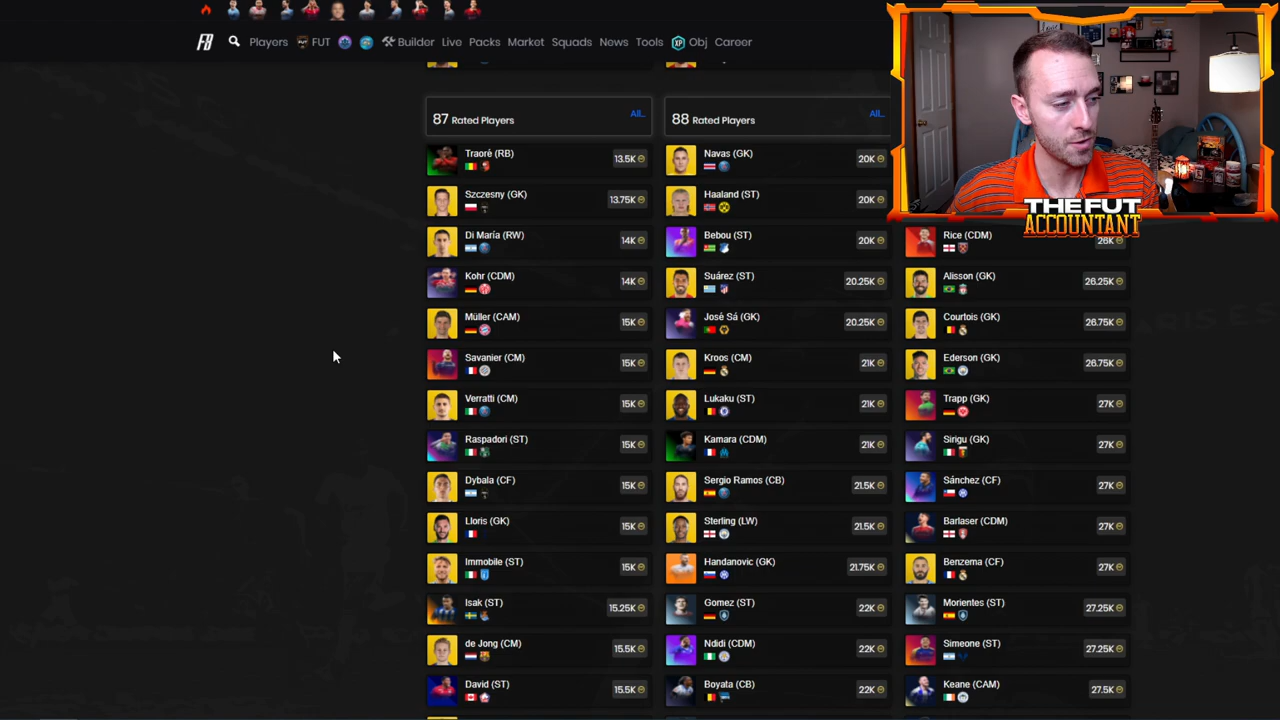 F8 Players FUT Builder Live Packs Market Squads News Tools XP Obj Career
THE FUT
ACCOUNTANT
87 Rated Players All..
Traoré (RB) 13.5K
Szczesny (GK) 13.75K
Di María (RW) 14K
Kohr (CDM) 14K
Müller (CAM) 15K
Savanier (CM) 15K
Verratti (CM) 15K
Raspadori (ST) 15K
Dybala (CF) 15K
Lloris (GK) 15K
Immobile (ST) 15K
Isak (ST) 15.25K
de Jong (CM) 15.5K
David (ST) 15.5K
88 Rated Players All..
Navas (GK) 20K
Haaland (ST) 20K
Bebou (ST) 20K
Suárez (ST) 20.25K
José Sá (GK) 20.25K
Kroos (CM) 21K
Lukaku (ST) 21K
Kamara (CDM) 21K
Sergio Ramos (CB) 21.5K
Sterling (LW) 21.5K
Handanovic (GK) 21.75K
Gomez (ST) 22K
Ndidi (CDM) 22K
Boyata (CB) 22K
Rice (CDM) 26K
Alisson (GK) 26.25K
Courtois (GK) 26.75K
Ederson (GK) 26.75K
Trapp (GK) 27K
Sirigu (GK) 27K
Sánchez (CF) 27K
Barlaser (CDM) 27K
Benzema (CF) 27K
Morientes (ST) 27.25K
Simeone (ST) 27.25K
Keane (CAM) 27.5K